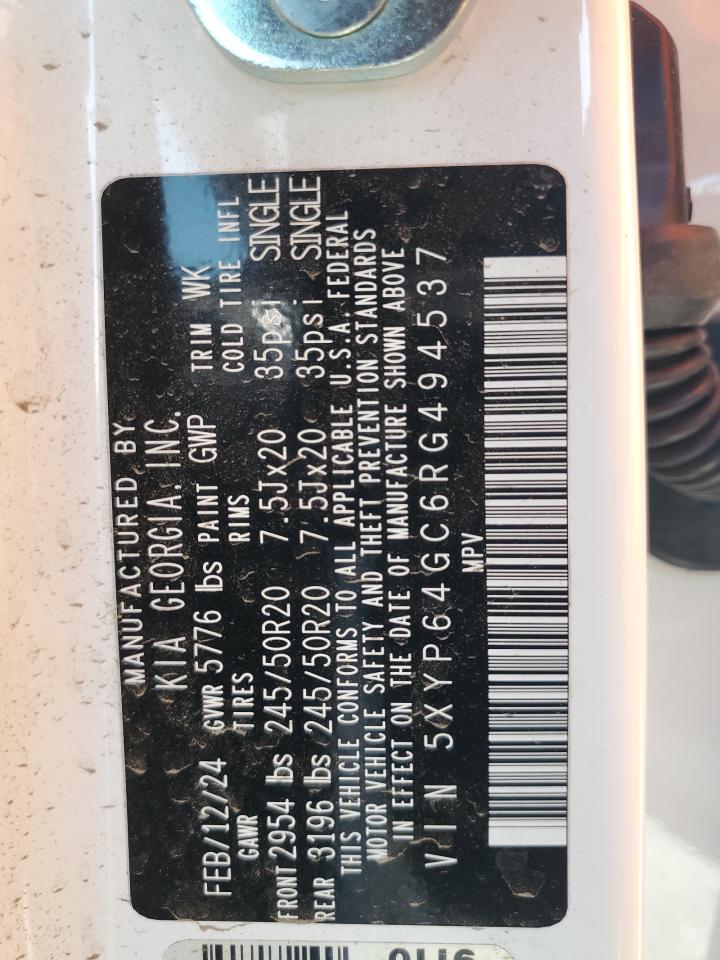 MANUFACTURED BY
KIA GEORGIA, INC.
FEB/12/24 GVWR 5776 lbs PAINT GWP TRIM WK
GAWR TIRES RIMS COLD TIRE INFL
FRONT 2954 lbs 245/50R20 7.5Jx20 35psi SINGLE
REAR 3196 lbs 245/50R20 7.5Jx20 35psi SINGLE
THIS VEHICLE CONFORMS TO ALL APPLICABLE U.S.A. FEDERAL
MOTOR VEHICLE SAFETY AND THEFT PREVENTION STANDARDS
IN EFFECT ON THE DATE OF MANUFACTURE SHOWN ABOVE
VIN 5XYP64GC6RG494537
MPV